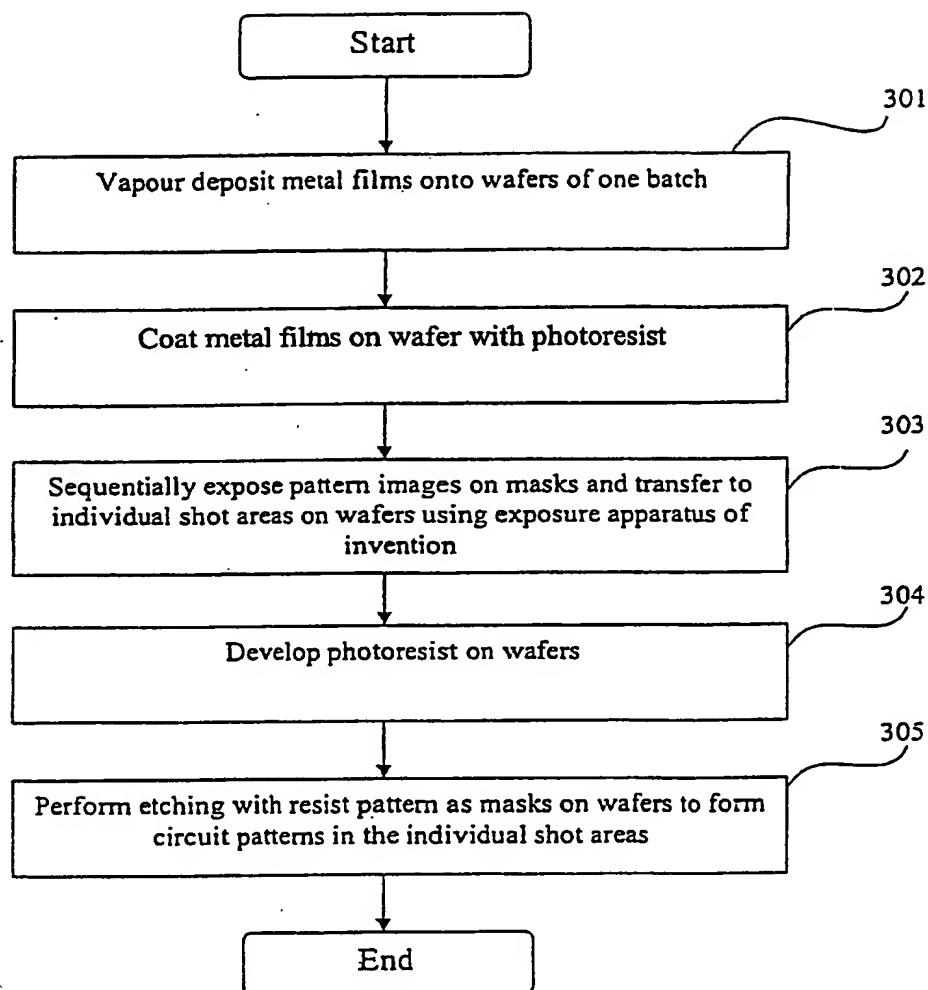 Start
301
Vapour deposit metal films onto wafers of one batch
302
Coat metal films on wafer with photoresist
303
Sequentially expose pattern images on masks and transfer to
individual shot areas on wafers using exposure apparatus of
invention
304
Develop photoresist on wafers
305
Perform etching with resist pattern as masks on wafers to form
circuit patterns in the individual shot areas
End